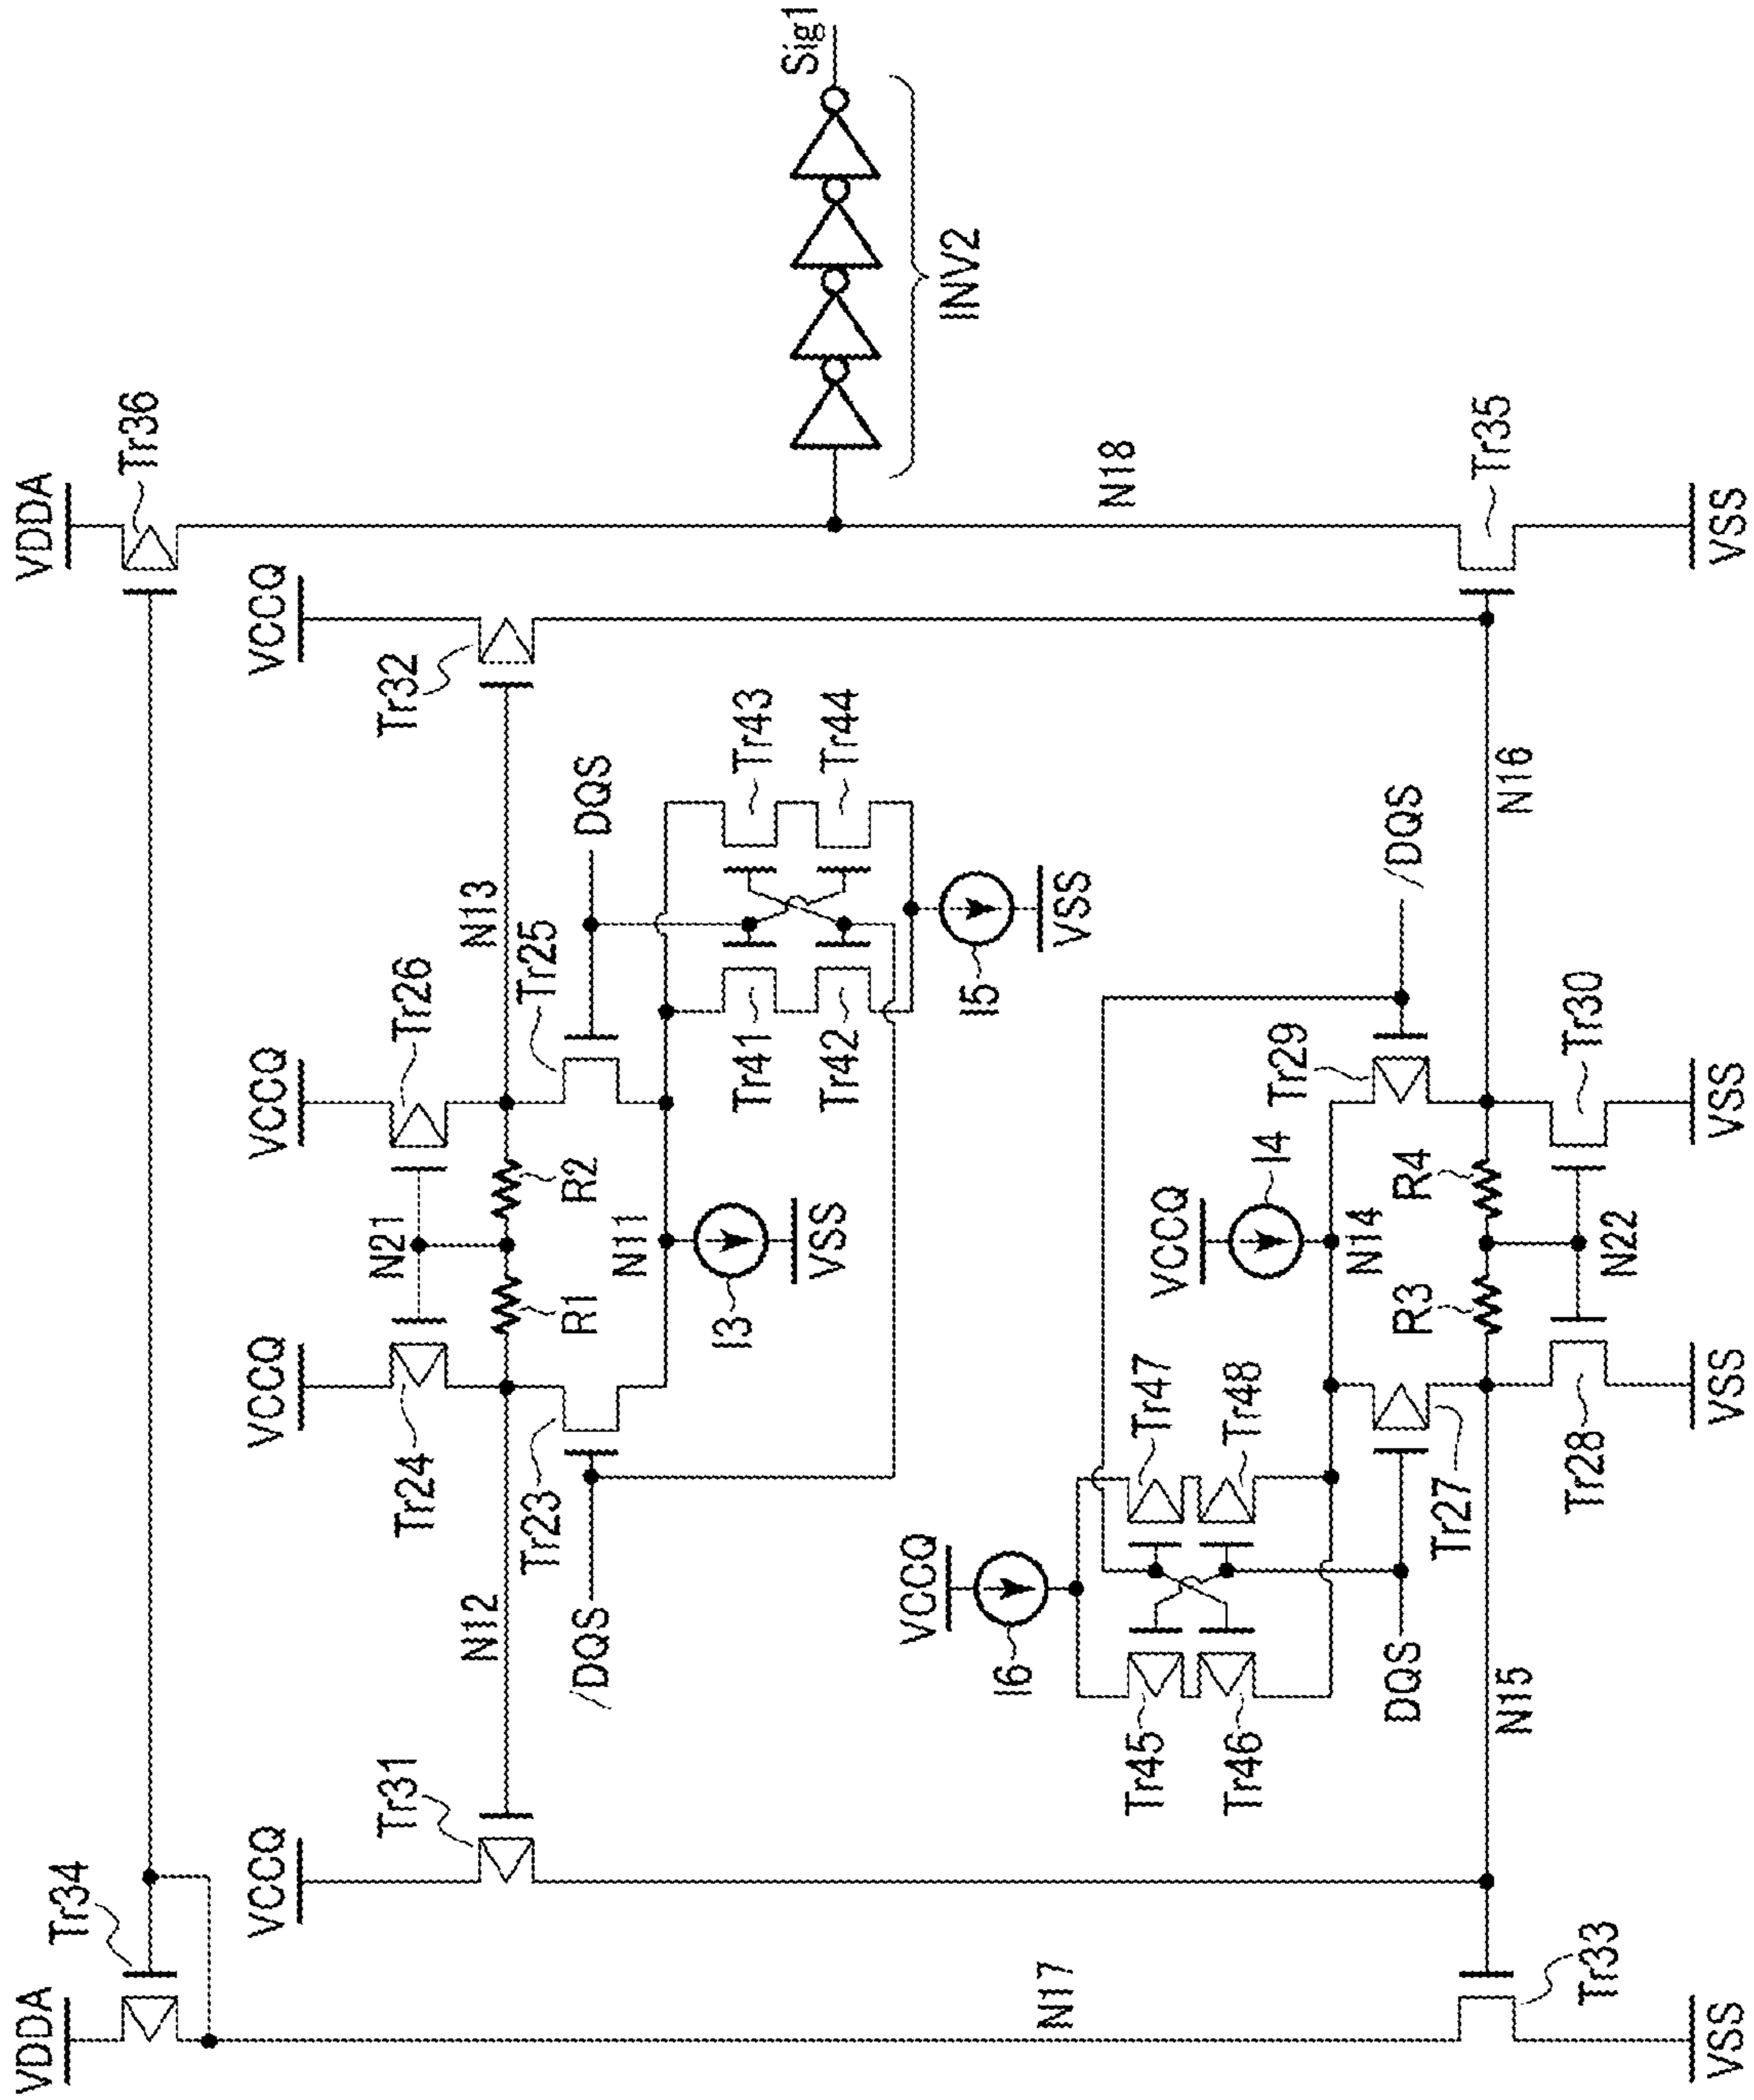 VDDA
Tr34
VDDA
Tr36
VCCQ
Tr31
VCCQ
Tr24
N21
VCCQ
Tr26
VCCQ
Tr32
N12
R1
R2
N13
/DQS
Tr23
N11
Tr25
DQS
I3
VSS
Tr41
Tr42
Tr43
Tr44
I5
VSS
Sig1
INV2
N17
VCCQ
I6
Tr45
Tr46
Tr47
Tr48
VCCQ
I4
N14
Tr29
/DQS
DQS
Tr27
R3
R4
N15
N16
N18
Tr33
VSS
Tr28
VSS
N22
Tr30
VSS
Tr35
VSS